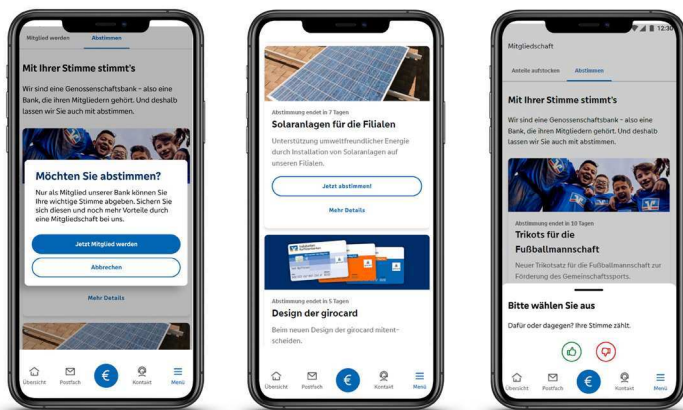 Mitglied werden
Abstimmen
Mit Ihrer Stimme stimmt's
Wir sind eine Genossenschaftsbank – also eine
Bank, die ihren Mitgliedern gehört. Und deshalb
lassen wir Sie auch mit abstimmen.
Möchten Sie abstimmen?
Nur als Mitglied unserer Bank können Sie
Ihre wichtige Stimme abgeben. Sichern Sie
sich diesen und noch mehr Vorteile durch
eine Mitgliedschaft bei uns.
Jetzt Mitglied werden
Abbrechen
Mehr Details
Übersicht
Postfach
€
Kontakt
Menü
Abstimmung endet in 7 Tagen
Solaranlagen für die Filialen
Unterstützung umweltfreundlicher Energie
durch Installation von Solaranlagen auf
unseren Filialen.
Jetzt abstimmen!
Mehr Details
Abstimmung endet in 5 Tagen
Design der girocard
Beim neuen Design der girocard mitent-
scheiden.
Übersicht
Postfach
€
Kontakt
Menü
12:30
Mitgliedschaft
Anteile aufstocken
Abstimmen
Mit Ihrer Stimme stimmt's
Wir sind eine Genossenschaftsbank – also eine
Bank, die ihren Mitgliedern gehört. Und deshalb
lassen wir Sie auch mit abstimmen.
Abstimmung endet in 10 Tagen
Trikots für die
Fußballmannschaft
Neuer Trikotsatz für die Fußballmannschaft zur
Förderung des Gemeinschaftssports.
Bitte wählen Sie aus
Dafür oder dagegen? Ihre Stimme zählt.
Übersicht
Postfach
€
Kontakt
Menü